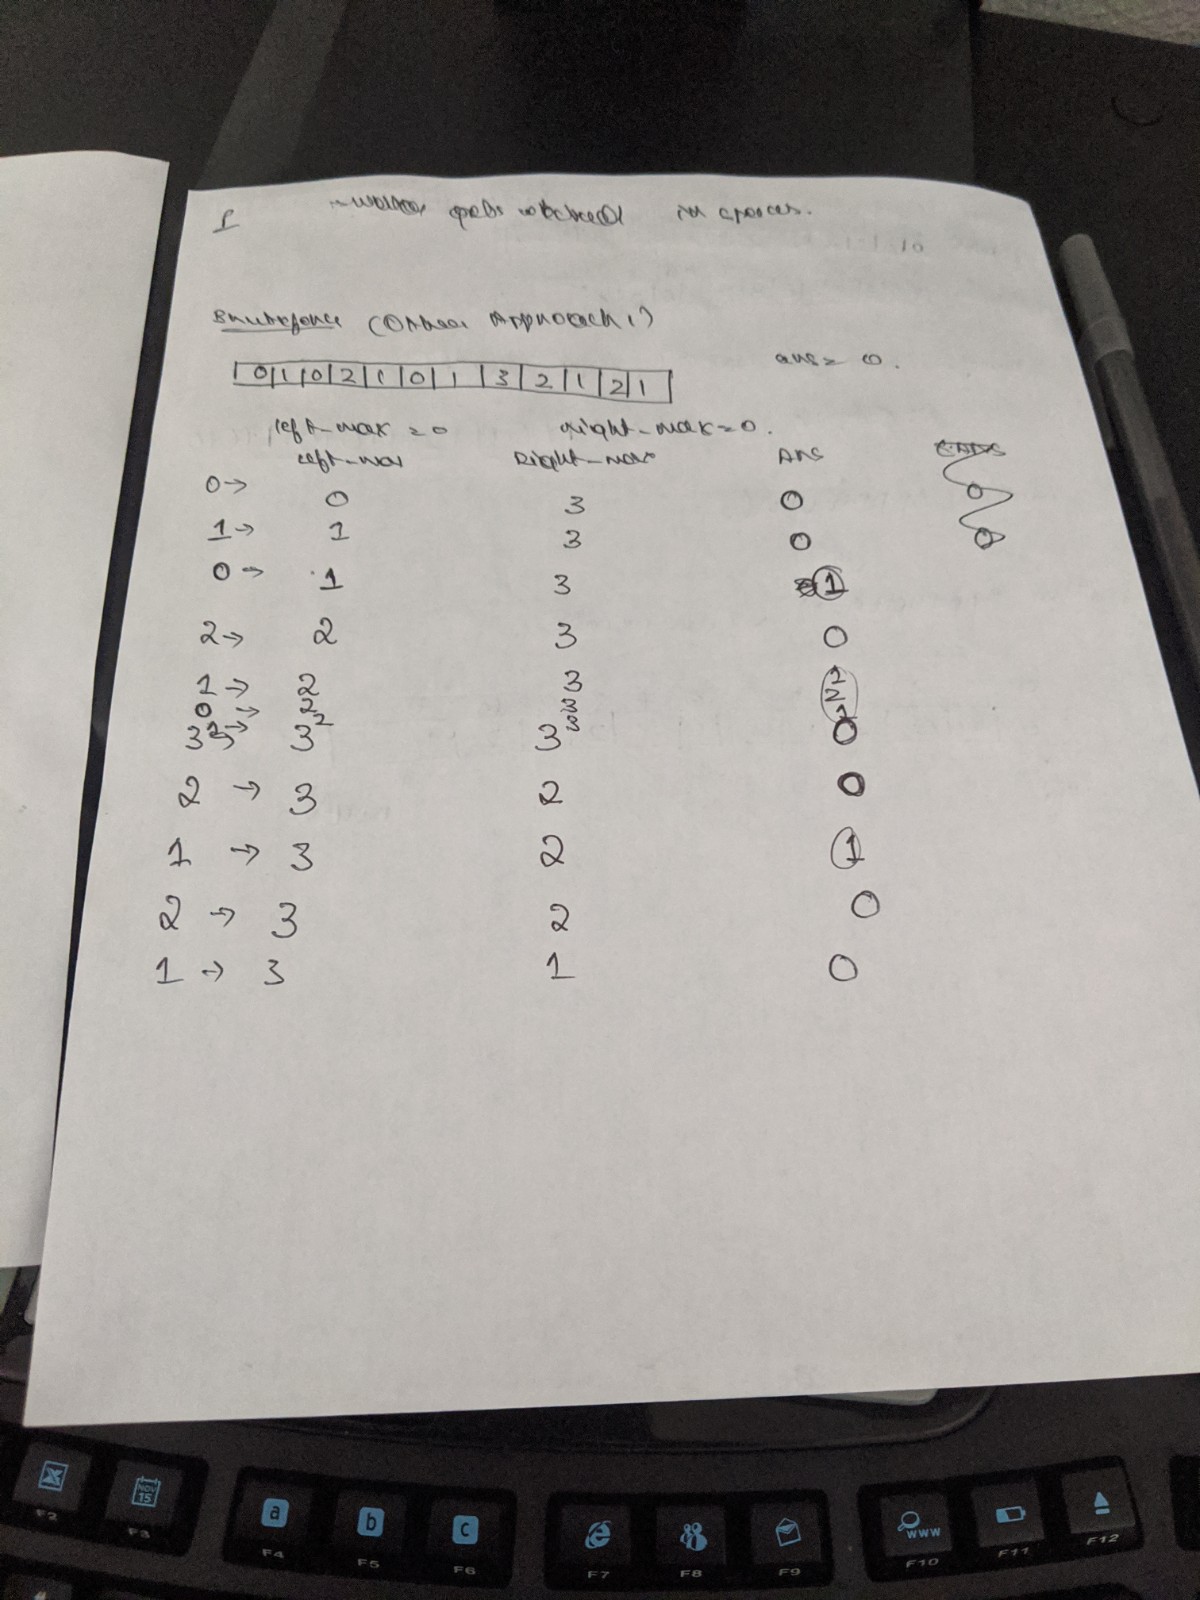 1
water gets watched in spaces.
Bruteforce (Other Approach 1)
0 1 0 2 1 0 1 3 2 1 2 1
ans= 0.
left-max = 0 right-max=0.
left-max Right-max Ans
0→ 0 3 0
1→ 1 3 0
0→ 1 3 1
2→ 2 3 0
1→ 2 3 1
0→ 2 3 2
3→ 3 3 0
2→ 3 2 0
1→ 3 2 1
2→ 3 2 0
1→ 3 1 0
F2
NOV
15
F3
a
F4
b
F5
c
F6
F7
F8
F9
WWW
F10
F11
F12